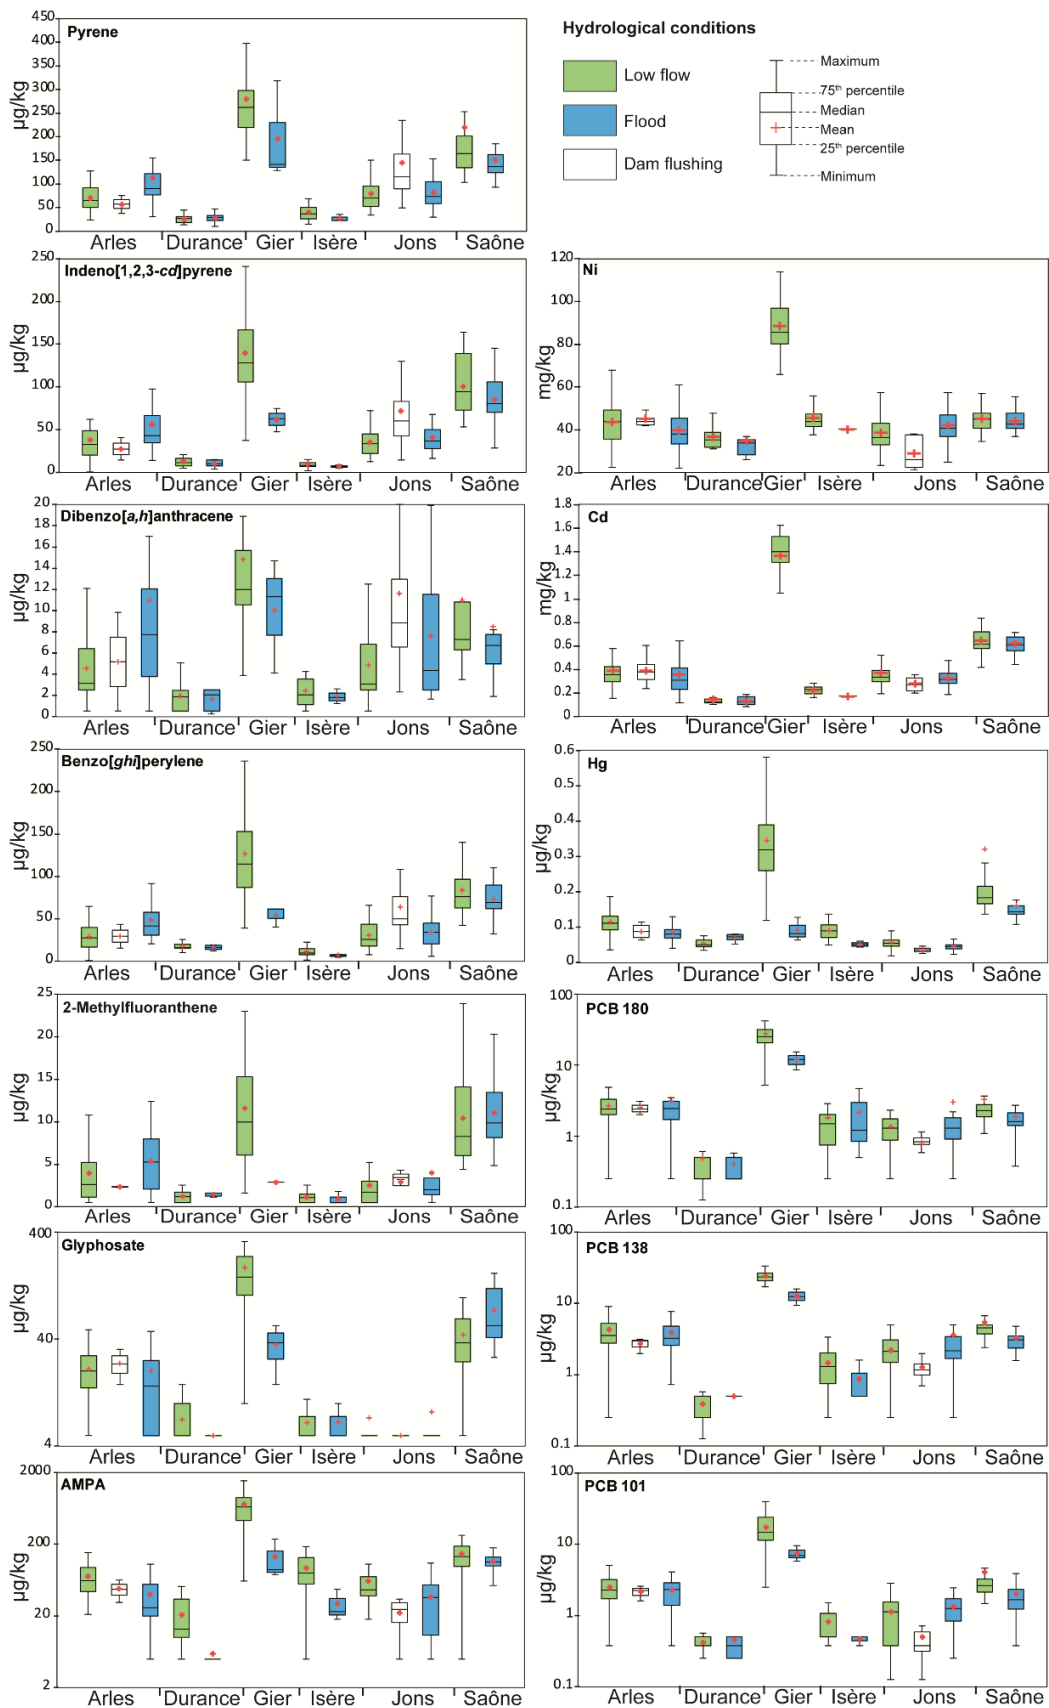 Hydrological conditions
Low flow
Flood
Dam flushing
Maximum
75th percentile
Median
Mean
25th percentile
Minimum
Pyrene
µg/kg
450
400
350
300
250
200
150
100
50
0
Arles Durance Gier Isère Jons Saône
Indeno[1,2,3-cd]pyrene
µg/kg
250
200
150
100
50
0
Arles Durance Gier Isère Jons Saône
Ni
mg/kg
120
100
80
60
40
20
Arles Durance Gier Isère Jons Saône
Dibenzo[a,h]anthracene
µg/kg
20
18
16
14
12
10
8
6
4
2
0
Arles Durance Gier Isère Jons Saône
Cd
mg/kg
1.8
1.6
1.4
1.2
1
0.8
0.6
0.4
0.2
0
Arles Durance Gier Isère Jons Saône
Benzo[ghi]perylene
µg/kg
250
200
150
100
50
0
Arles Durance Gier Isère Jons Saône
Hg
µg/kg
0.6
0.5
0.4
0.3
0.2
0.1
0
Arles Durance Gier Isère Jons Saône
2-Methylfluoranthene
µg/kg
25
20
15
10
5
0
Arles Durance Gier Isère Jons Saône
PCB 180
µg/kg
100
10
1
0.1
Arles Durance Gier Isère Jons Saône
Glyphosate
µg/kg
400
40
4
Arles Durance Gier Isère Jons Saône
PCB 138
µg/kg
100
10
1
0.1
Arles Durance Gier Isère Jons Saône
AMPA
µg/kg
2000
200
20
2
Arles Durance Gier Isère Jons Saône
PCB 101
µg/kg
100
10
1
0.1
Arles Durance Gier Isère Jons Saône